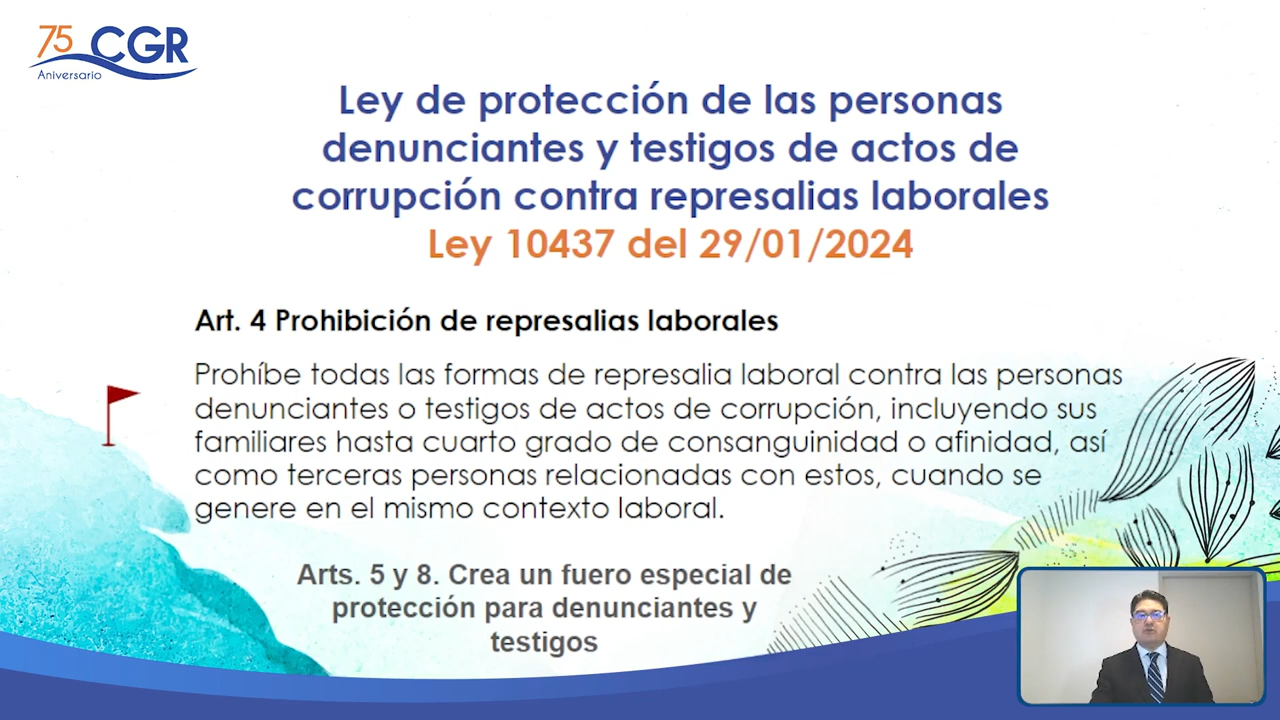 75 CGR
Aniversario
Ley de protección de las personas
denunciantes y testigos de actos de
corrupción contra represalias laborales
Ley 10437 del 29/01/2024
Art. 4 Prohibición de represalias laborales
Prohíbe todas las formas de represalia laboral contra las personas
denunciantes o testigos de actos de corrupción, incluyendo sus
familiares hasta cuarto grado de consanguinidad o afinidad, así
como terceras personas relacionadas con estos, cuando se
genere en el mismo contexto laboral.
Arts. 5 y 8. Crea un fuero especial de
protección para denunciantes y
testigos